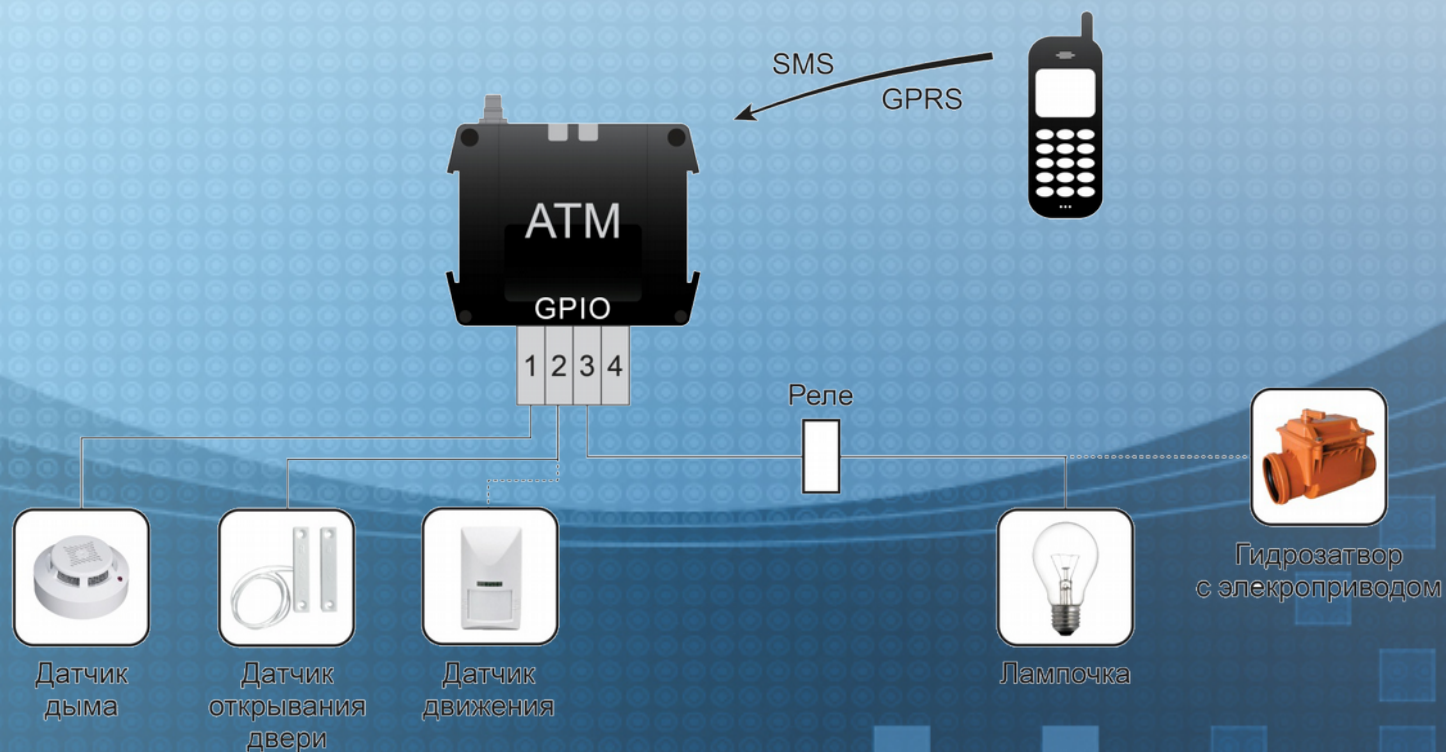 SMS
GPRS
ATM
GPIO
1 2 3 4
Реле
Гидрозатвор
с элекроприводом
Датчик
дыма
Датчик
открывания
двери
Датчик
движения
Лампочка